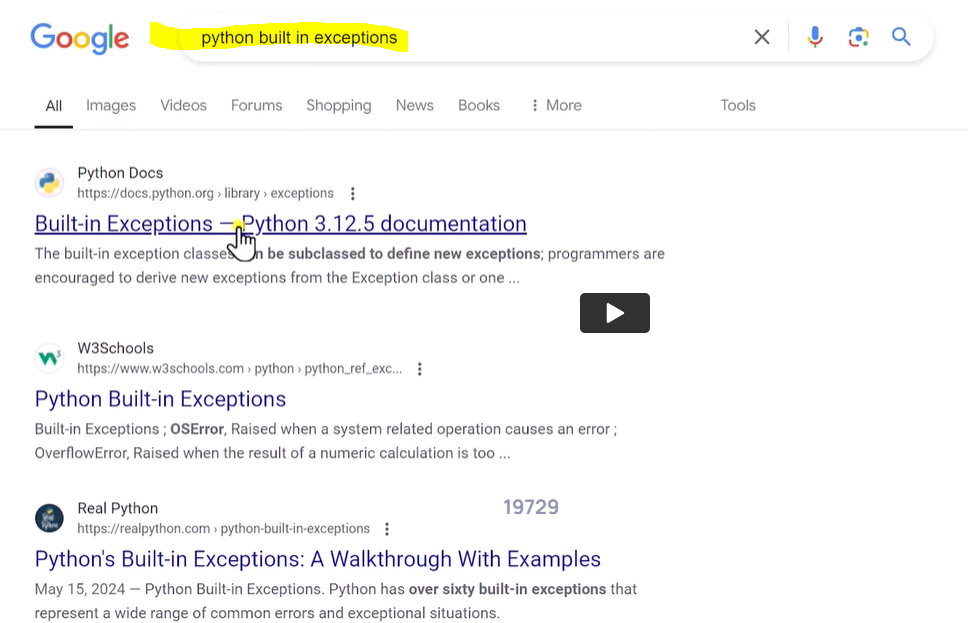 Google
python built in exceptions
All Images Videos Forums Shopping News Books More Tools
Python Docs
https://docs.python.org › library › exceptions
Built-in Exceptions — Python 3.12.5 documentation
The built-in exception classes be subclassed to define new exceptions; programmers are
encouraged to derive new exceptions from the Exception class or one ...
W3Schools
https://www.w3schools.com › python › python_ref_exc...
Python Built-in Exceptions
Built-in Exceptions ; OSError, Raised when a system related operation causes an error ;
OverflowError, Raised when the result of a numeric calculation is too ...
Real Python
19729
https://realpython.com › python-built-in-exceptions
Python's Built-in Exceptions: A Walkthrough With Examples
May 15, 2024 — Python Built-in Exceptions. Python has over sixty built-in exceptions that
represent a wide range of common errors and exceptional situations.